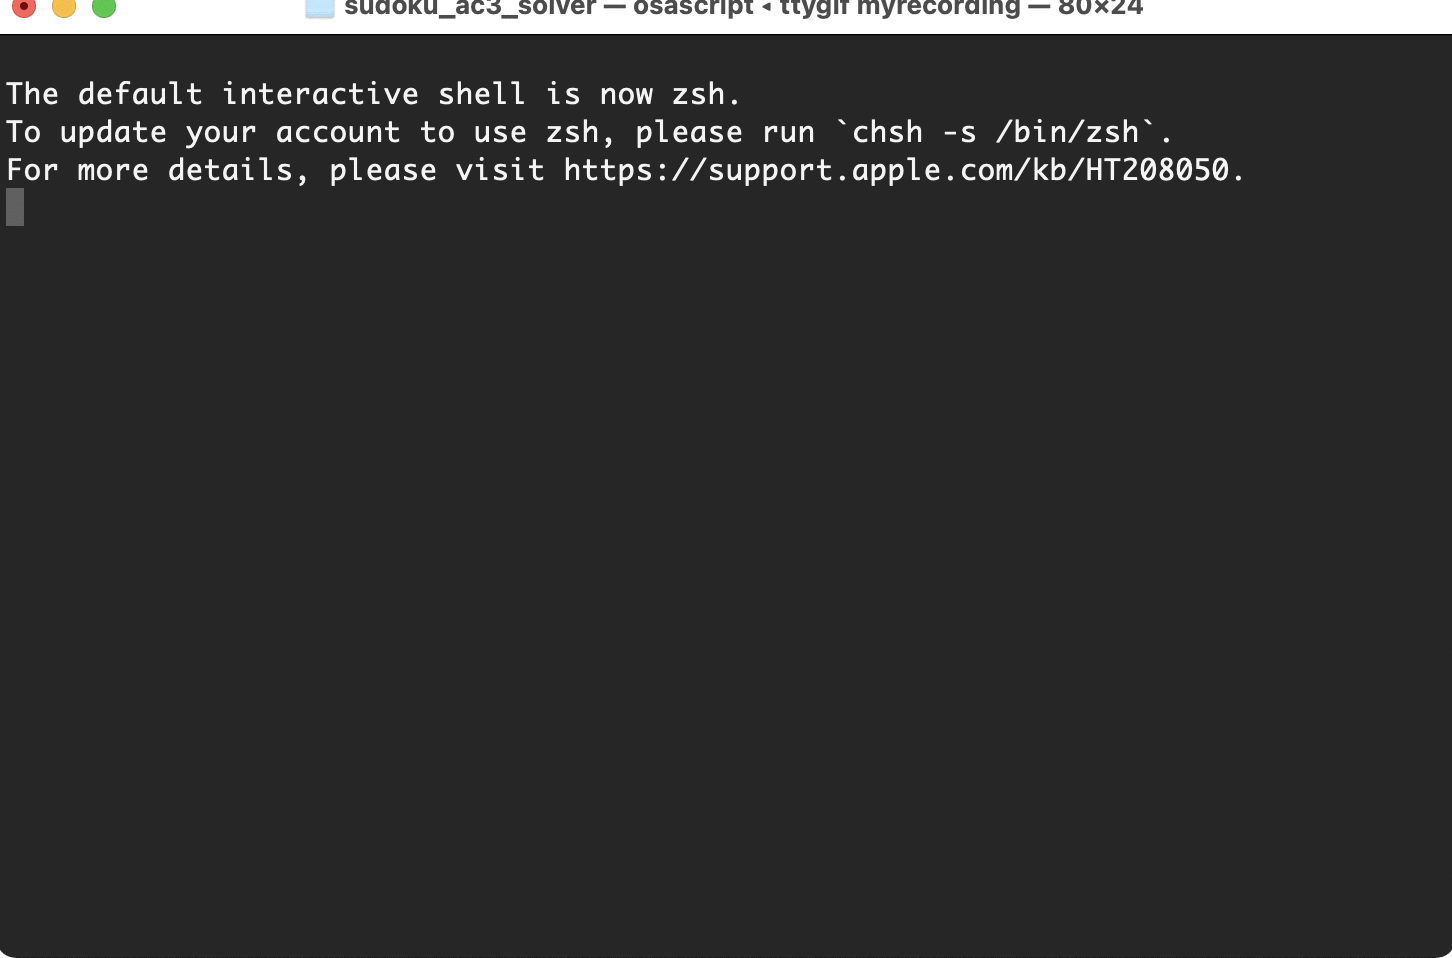 sudoku_ac3_solver — osascript ◂ ttygif myrecording — 80×24
The default interactive shell is now zsh.
To update your account to use zsh, please run `chsh -s /bin/zsh`.
For more details, please visit https://support.apple.com/kb/HT208050.